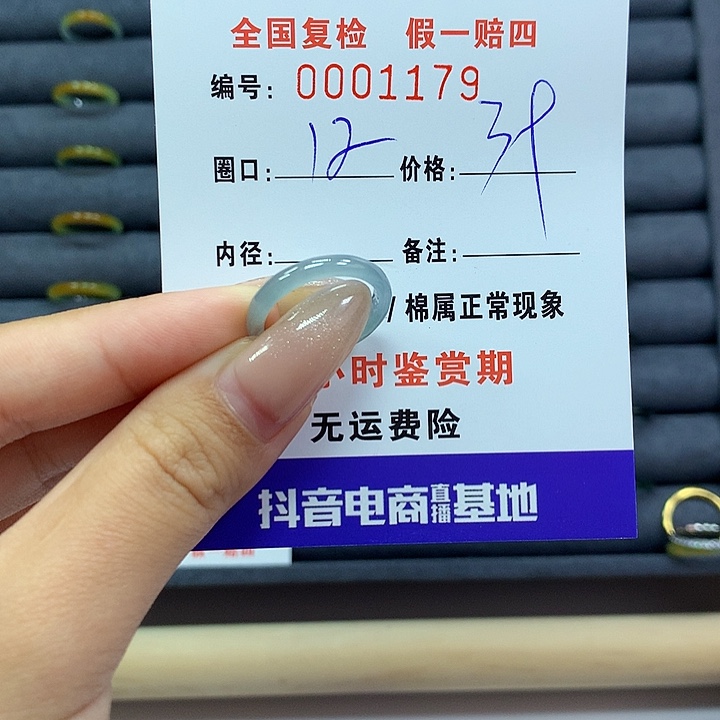 全国复检 假一赔四
编号: 0001179
圈口: 12 价格: 39
内径: 备注:
/ 棉属正常现象
小时鉴赏期
无运费险
抖音电商直播基地